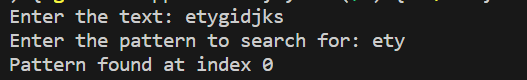 Enter the text: etygidjks
Enter the pattern to search for: ety
Pattern found at index 0